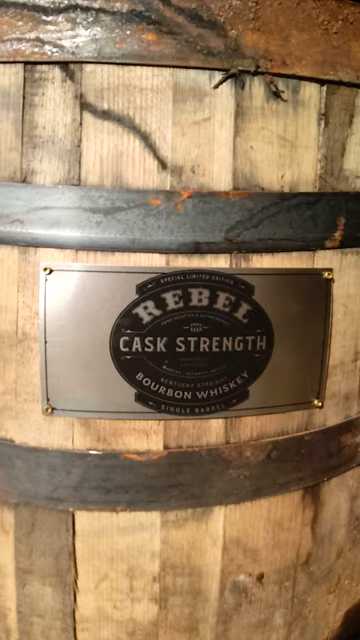 SPECIAL LIMITED EDITION
REBEL
CASK STRENGTH
KENTUCKY STRAIGHT
BOURBON WHISKEY
SINGLE BARREL